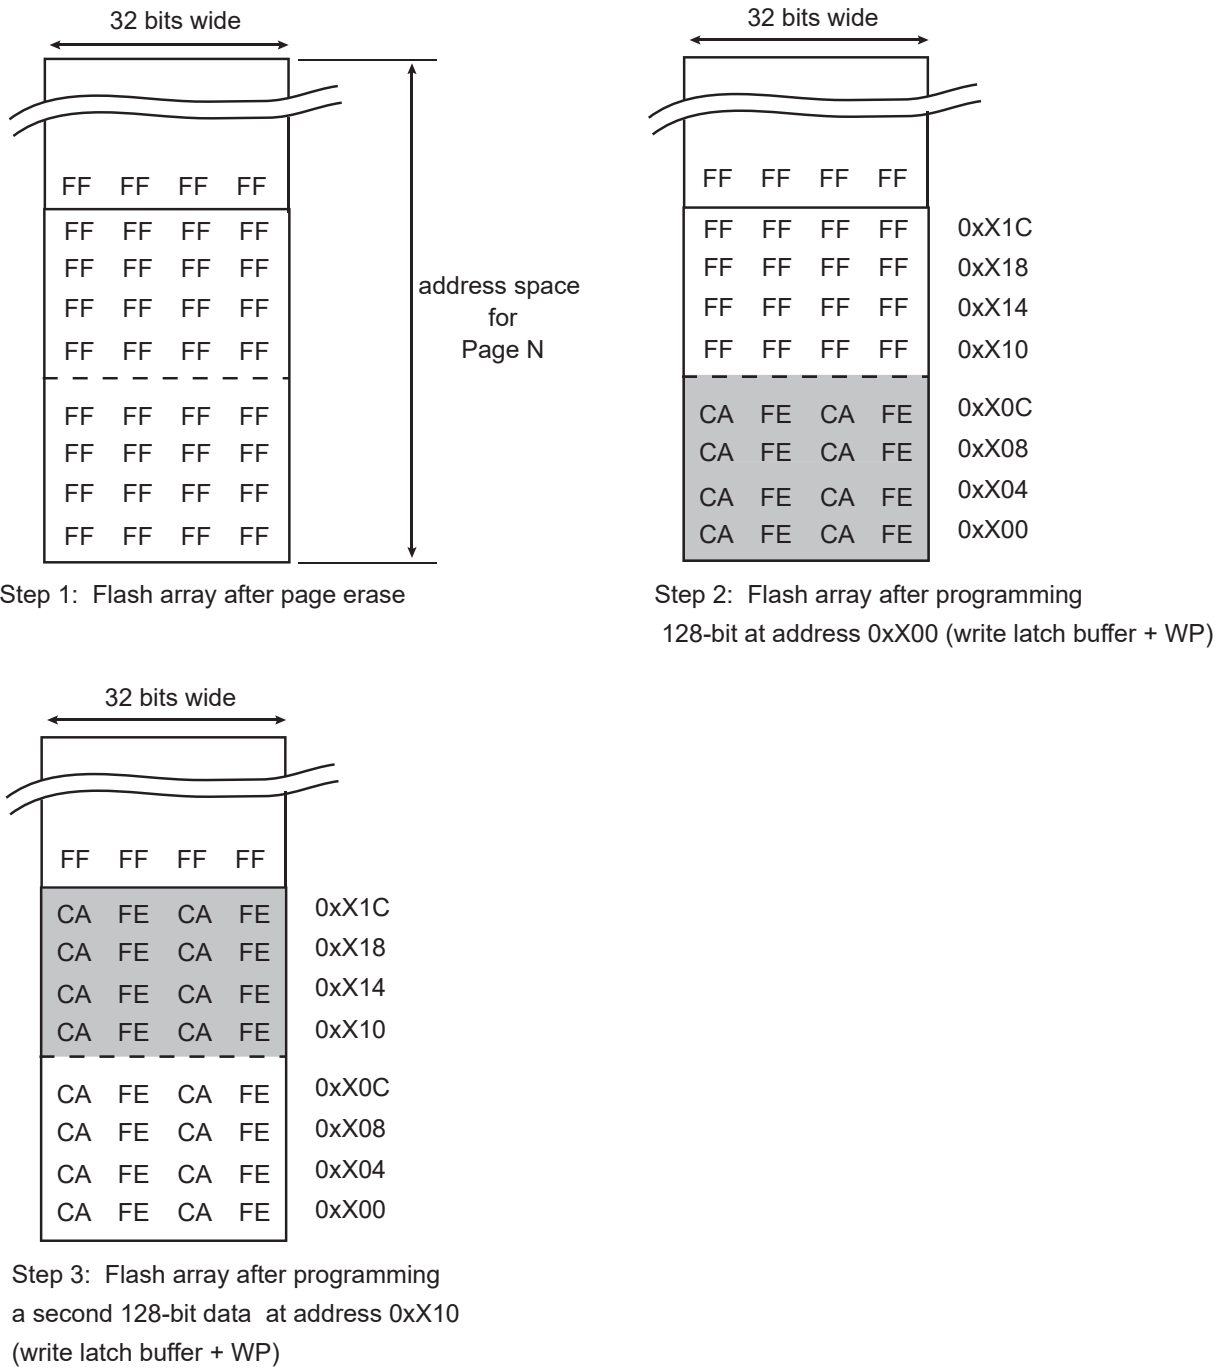 32 bits wide
FF FF FF FF
FF FF FF FF
FF FF FF FF
FF FF FF FF
FF FF FF FF
FF FF FF FF
FF FF FF FF
FF FF FF FF
FF FF FF FF
address space
for
Page N
Step 1: Flash array after page erase
32 bits wide
FF FF FF FF
FF FF FF FF 0xX1C
FF FF FF FF 0xX18
FF FF FF FF 0xX14
FF FF FF FF 0xX10
CA FE CA FE 0xX0C
CA FE CA FE 0xX08
CA FE CA FE 0xX04
CA FE CA FE 0xX00
Step 2: Flash array after programming
128-bit at address 0xX00 (write latch buffer + WP)
32 bits wide
FF FF FF FF
CA FE CA FE 0xX1C
CA FE CA FE 0xX18
CA FE CA FE 0xX14
CA FE CA FE 0xX10
CA FE CA FE 0xX0C
CA FE CA FE 0xX08
CA FE CA FE 0xX04
CA FE CA FE 0xX00
Step 3: Flash array after programming
a second 128-bit data at address 0xX10
(write latch buffer + WP)